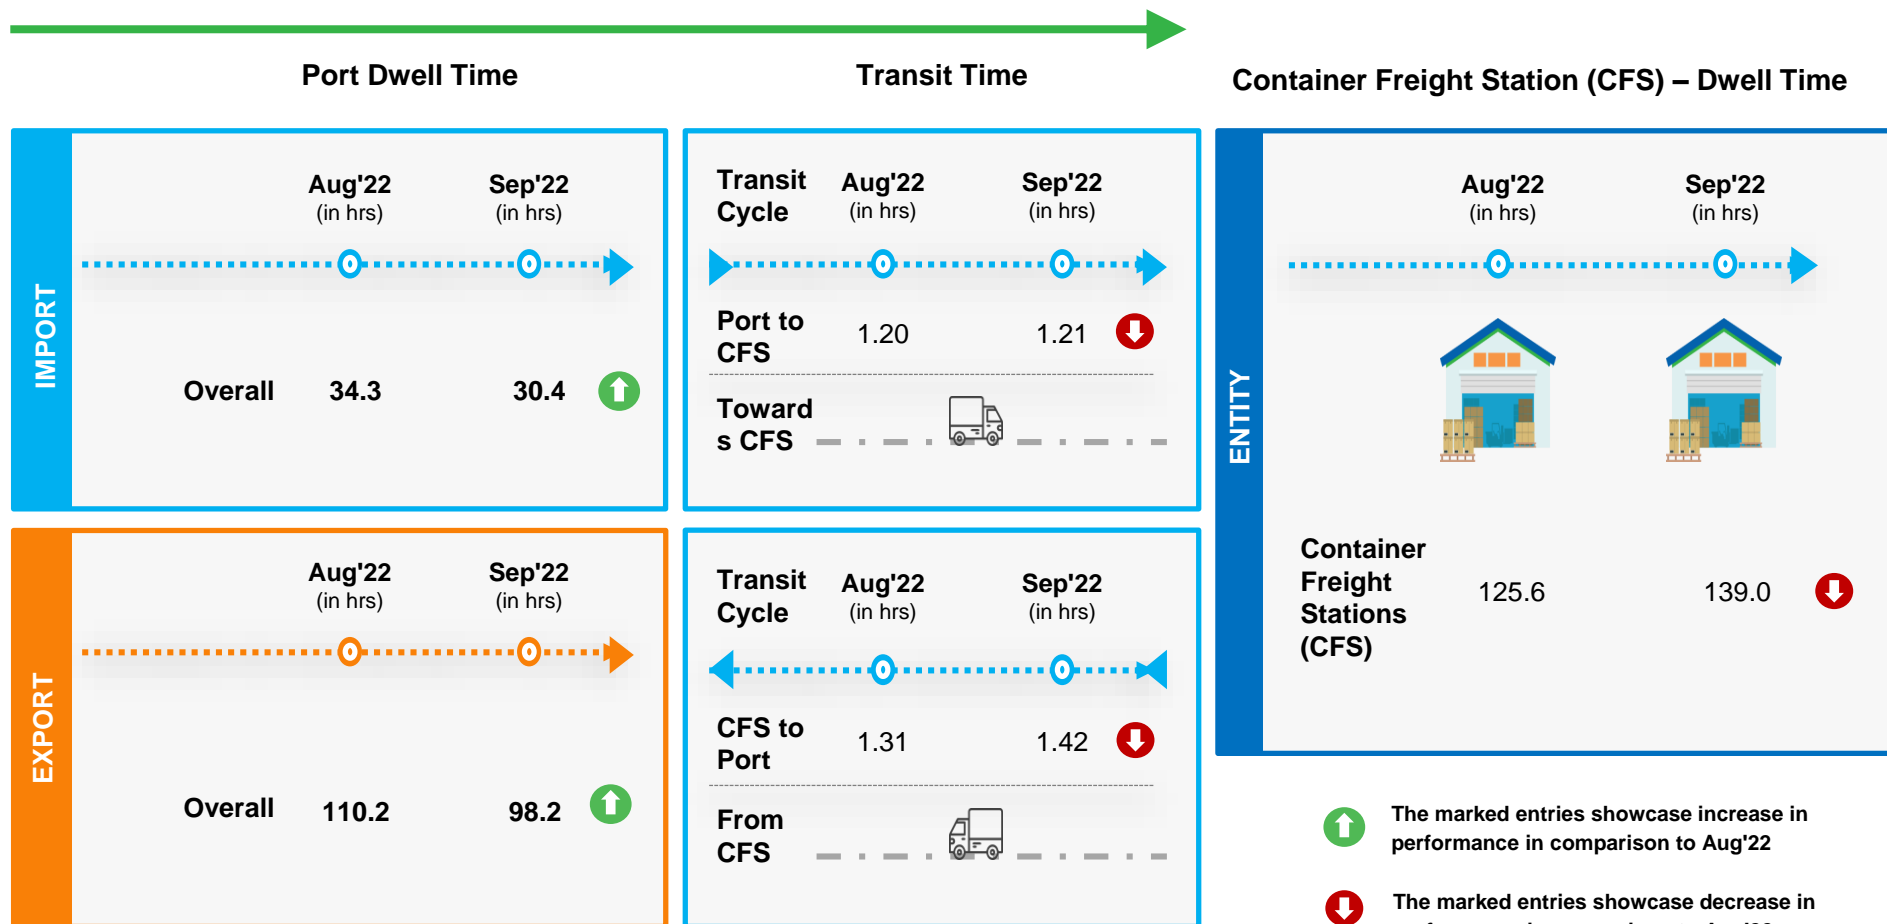 Port Dwell Time
Transit Time
Container Freight Station (CFS) – Dwell Time
IMPORT
Aug'22
(in hrs)
Sep'22
(in hrs)
Overall
34.3
30.4
Transit
Cycle
Aug'22
(in hrs)
Sep'22
(in hrs)
Port to
CFS
1.20
1.21
Toward
s CFS
EXPORT
Aug'22
(in hrs)
Sep'22
(in hrs)
Overall
110.2
98.2
Transit
Cycle
Aug'22
(in hrs)
Sep'22
(in hrs)
CFS to
Port
1.31
1.42
From
CFS
ENTITY
Aug'22
(in hrs)
Sep'22
(in hrs)
Container
Freight
Stations
(CFS)
125.6
139.0
The marked entries showcase increase in
performance in comparison to Aug'22
The marked entries showcase decrease in